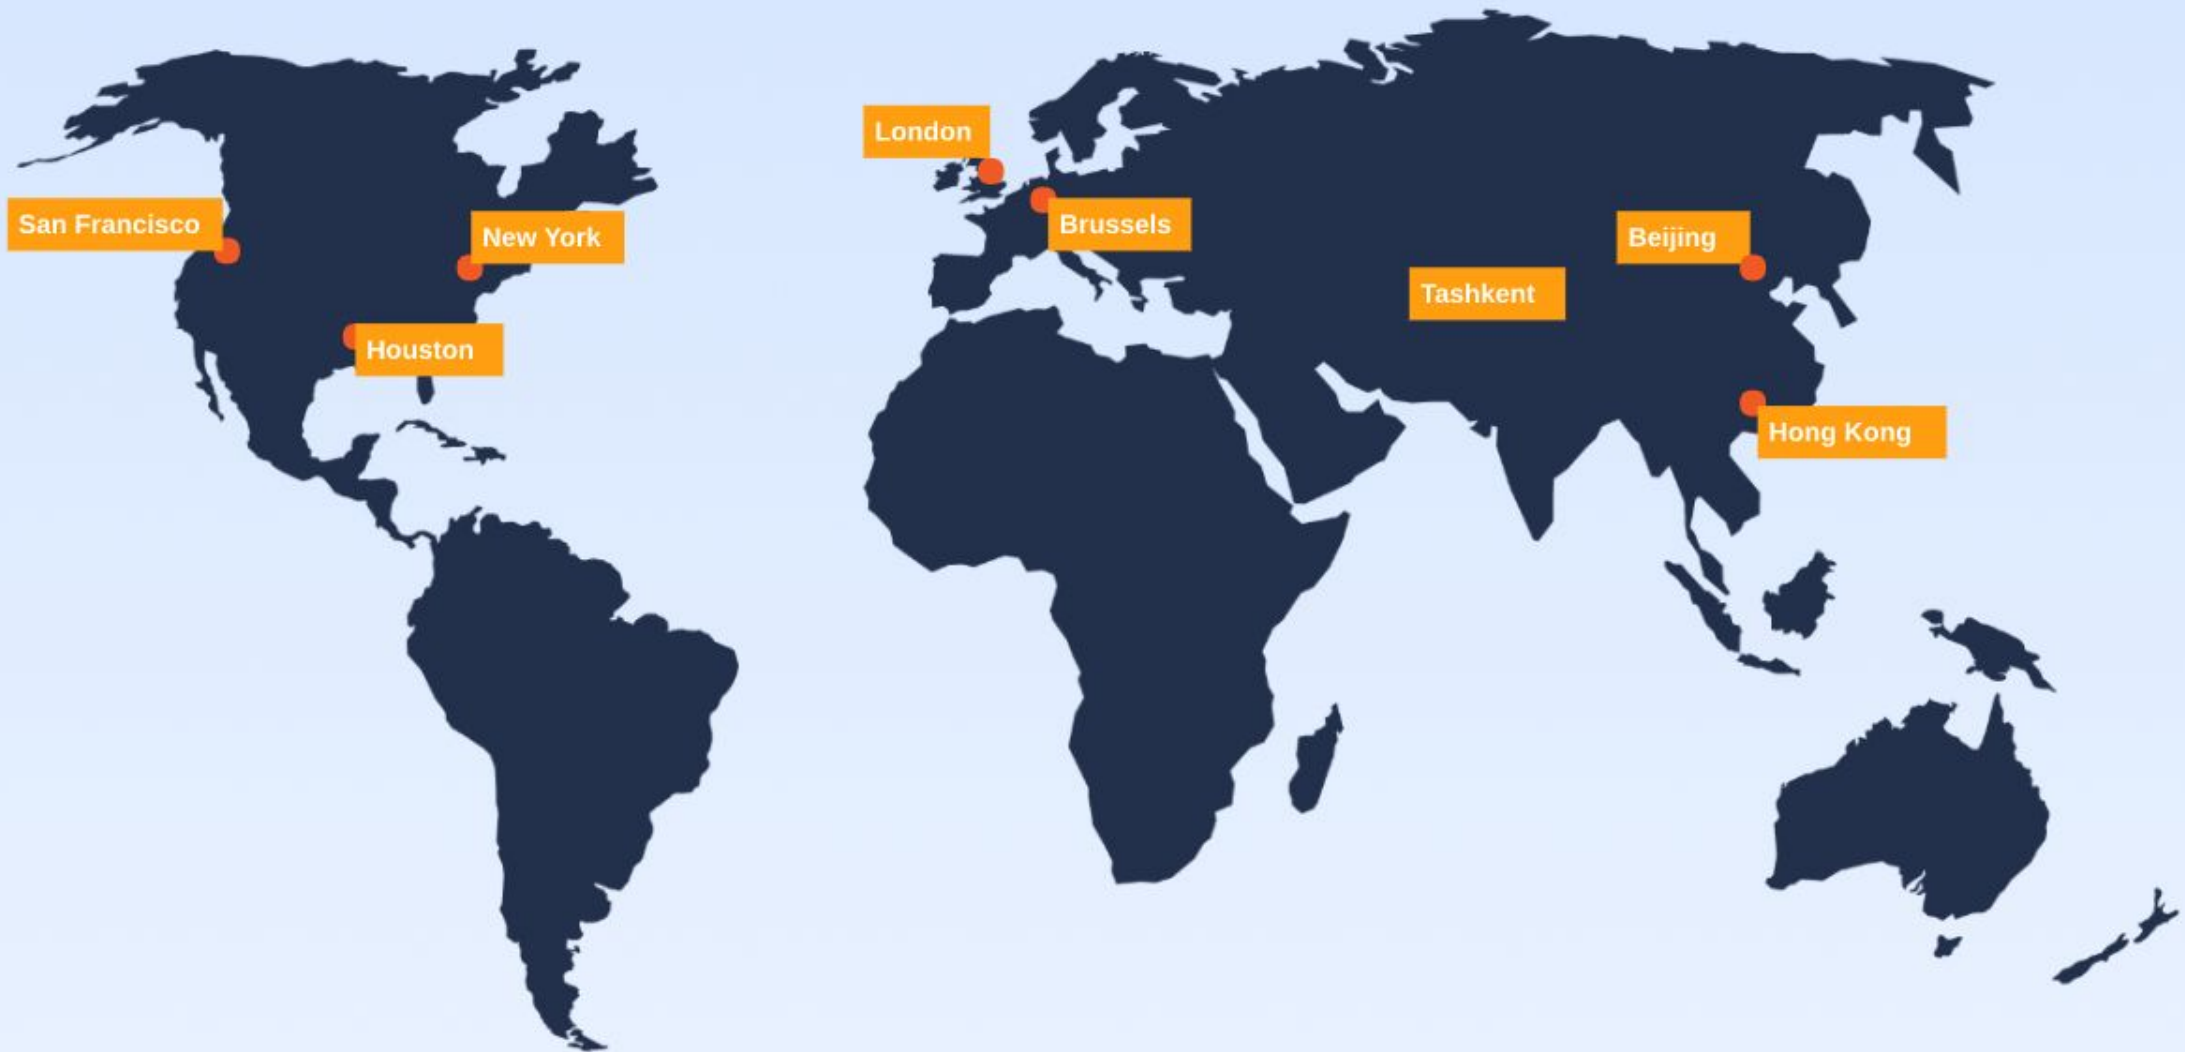 London
San Francisco
New York
Brussels
Beijing
Tashkent
Houston
Hong Kong